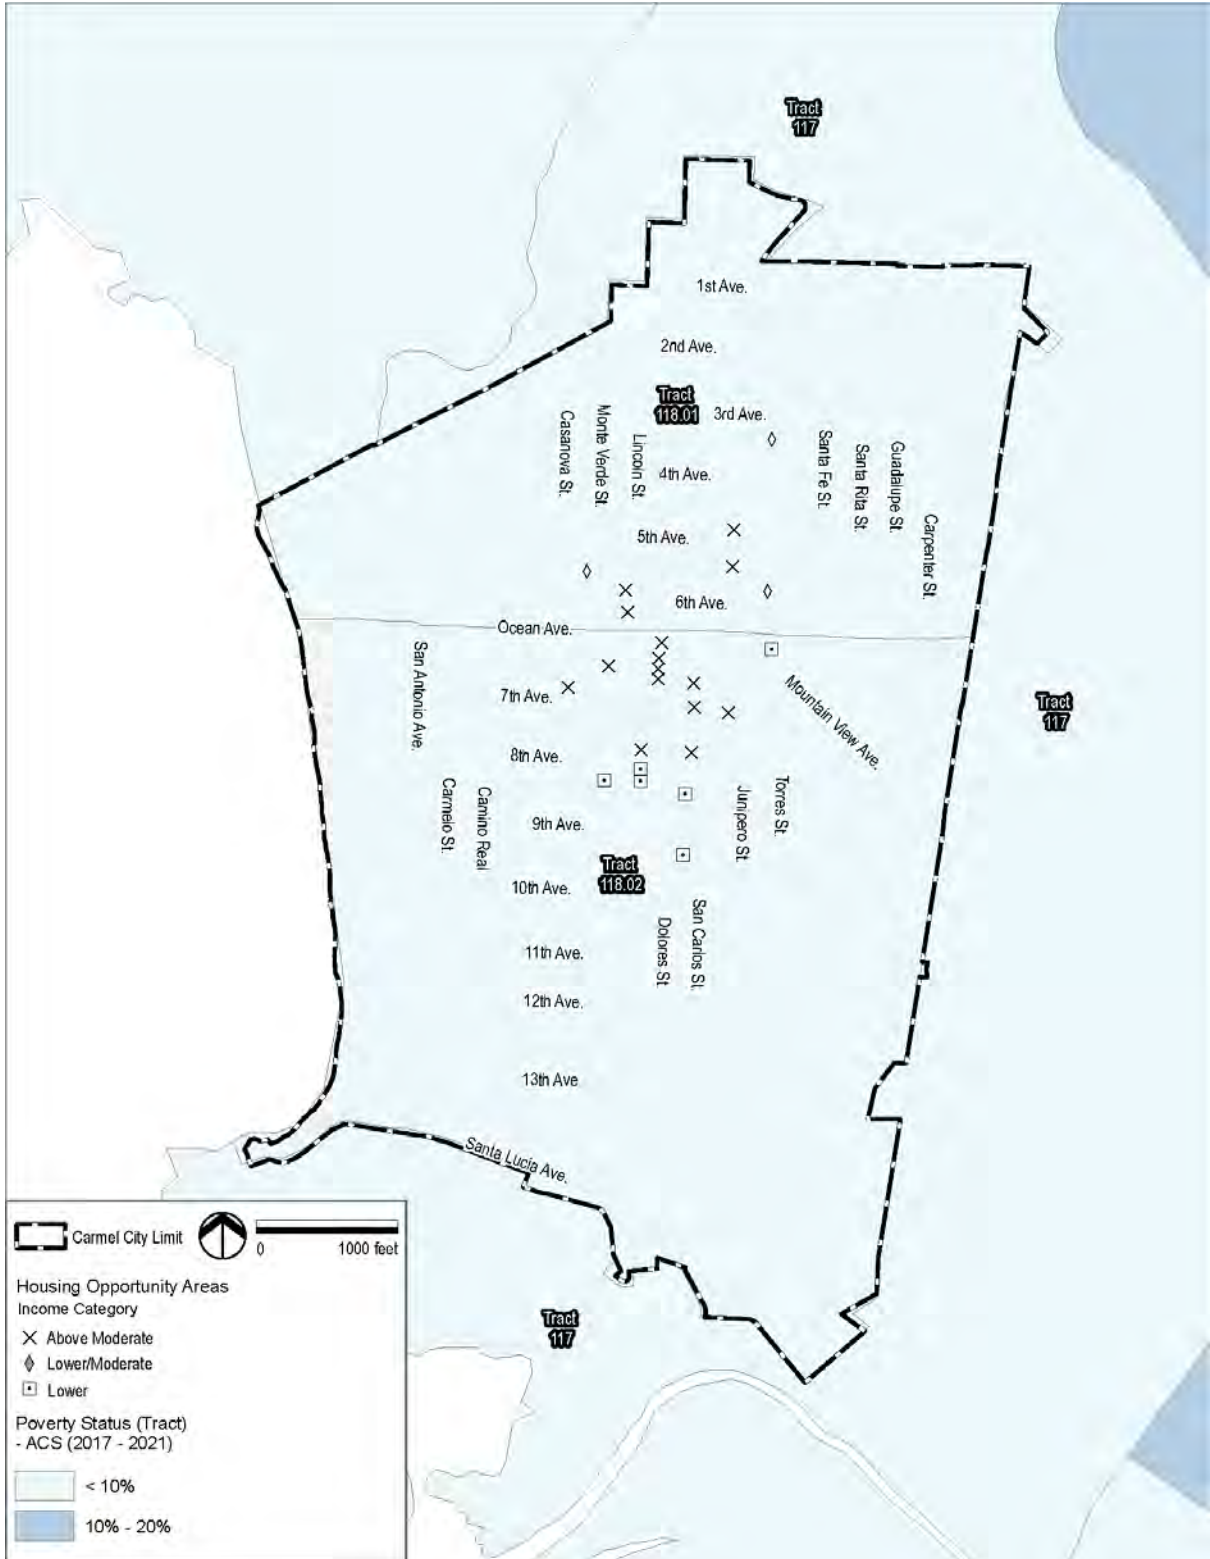 Tract
117
1st Ave.
2nd Ave.
Tract
118.01
3rd Ave.
Casanova St.
Monte Verde St.
Lincoln St.
4th Ave.
Santa Fe St.
Santa Rita St.
Guadalupe St.
Carpenter St.
5th Ave.
6th Ave.
Ocean Ave.
San Antonio Ave.
7th Ave.
Mountain View Ave.
Tract
117
8th Ave.
Carmelo St.
Camino Real
Junipero St.
Torres St.
9th Ave.
Tract
118.02
10th Ave.
Dolores St.
San Carlos St.
11th Ave.
12th Ave.
13th Ave
Santa Lucia Ave.
Tract
117
Carmel City Limit
0 1000 feet
Housing Opportunity Areas
Income Category
Above Moderate
Lower/Moderate
Lower
Poverty Status (Tract)
- ACS (2017 - 2021)
< 10%
10% - 20%